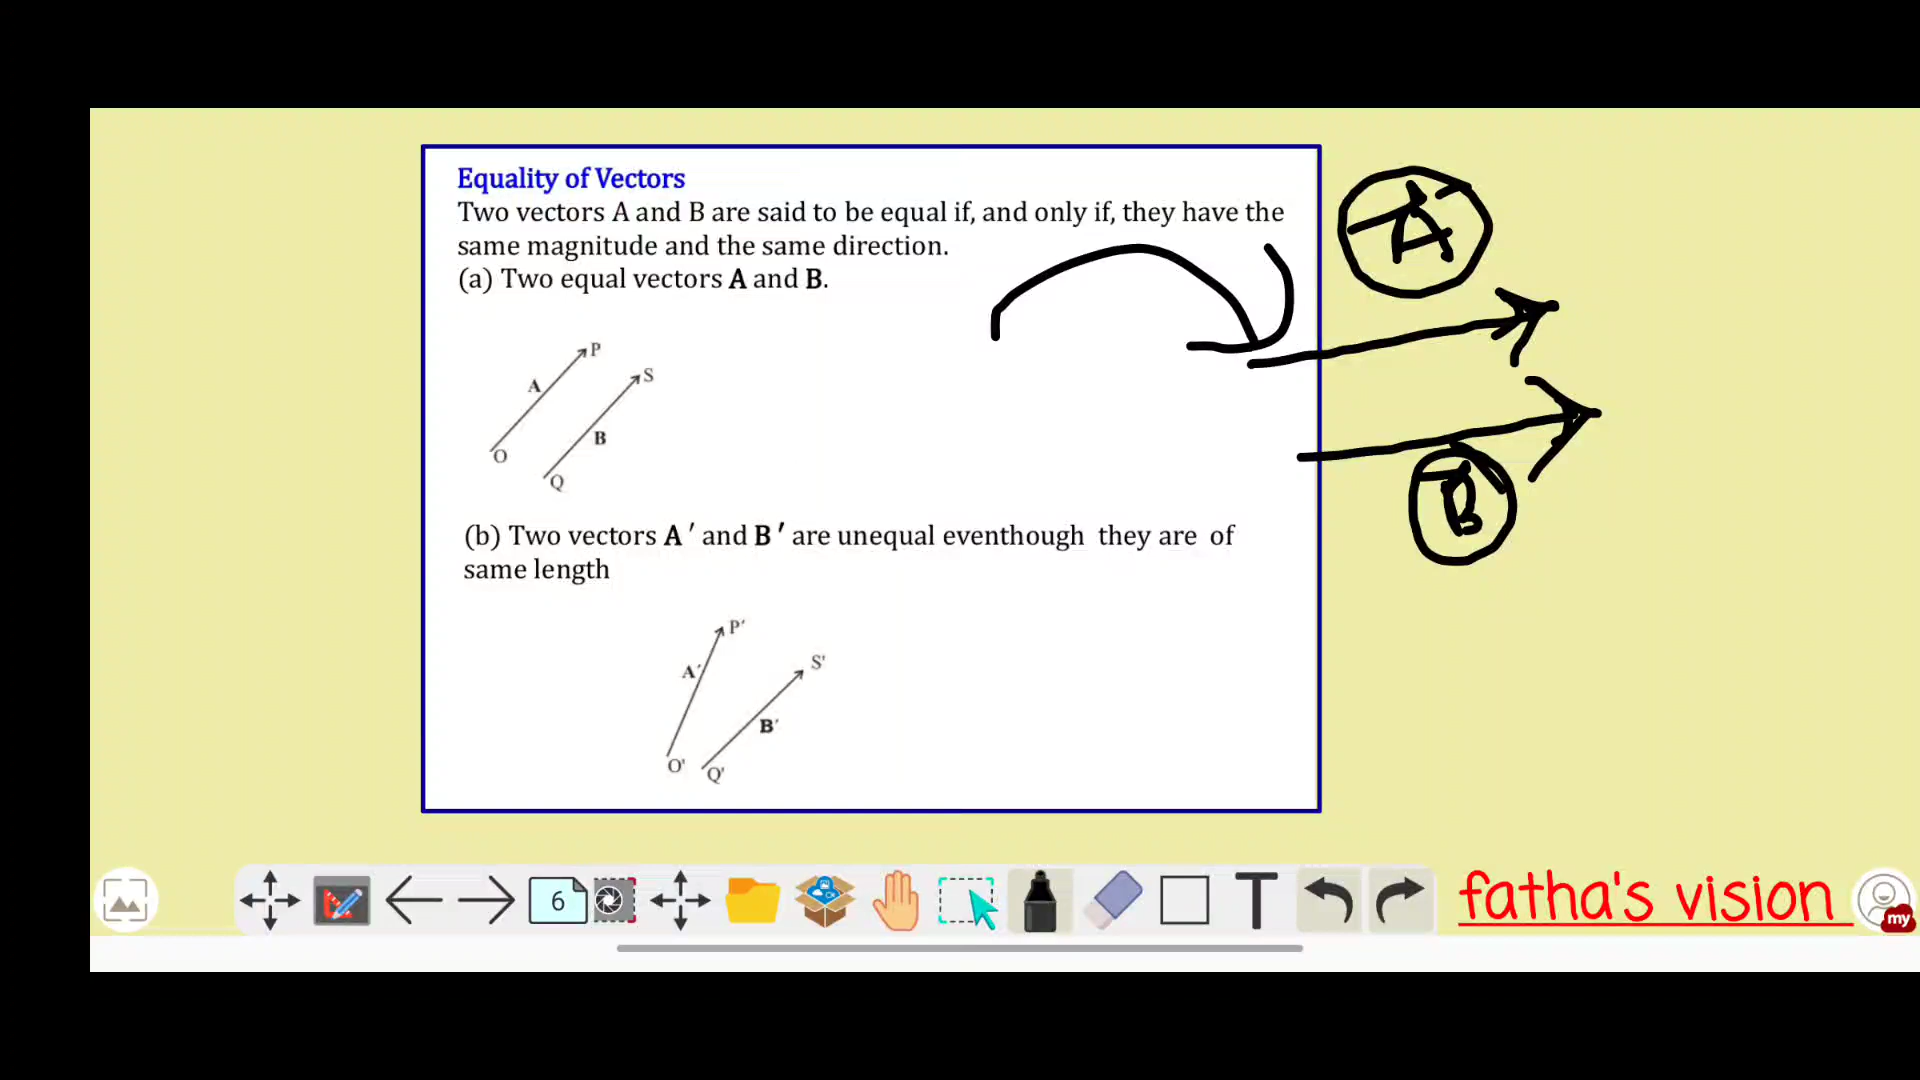 Equality of Vectors
Two vectors A and B are said to be equal if, and only if, they have the
same magnitude and the same direction.
(a) Two equal vectors A and B.
A
P
S
A
B
O
Q
B
(b) Two vectors A ′ and B ′ are unequal eventhough they are of
same length
P′
S'
A′
B′
O'
Q'
6
T
fatha's vision
my